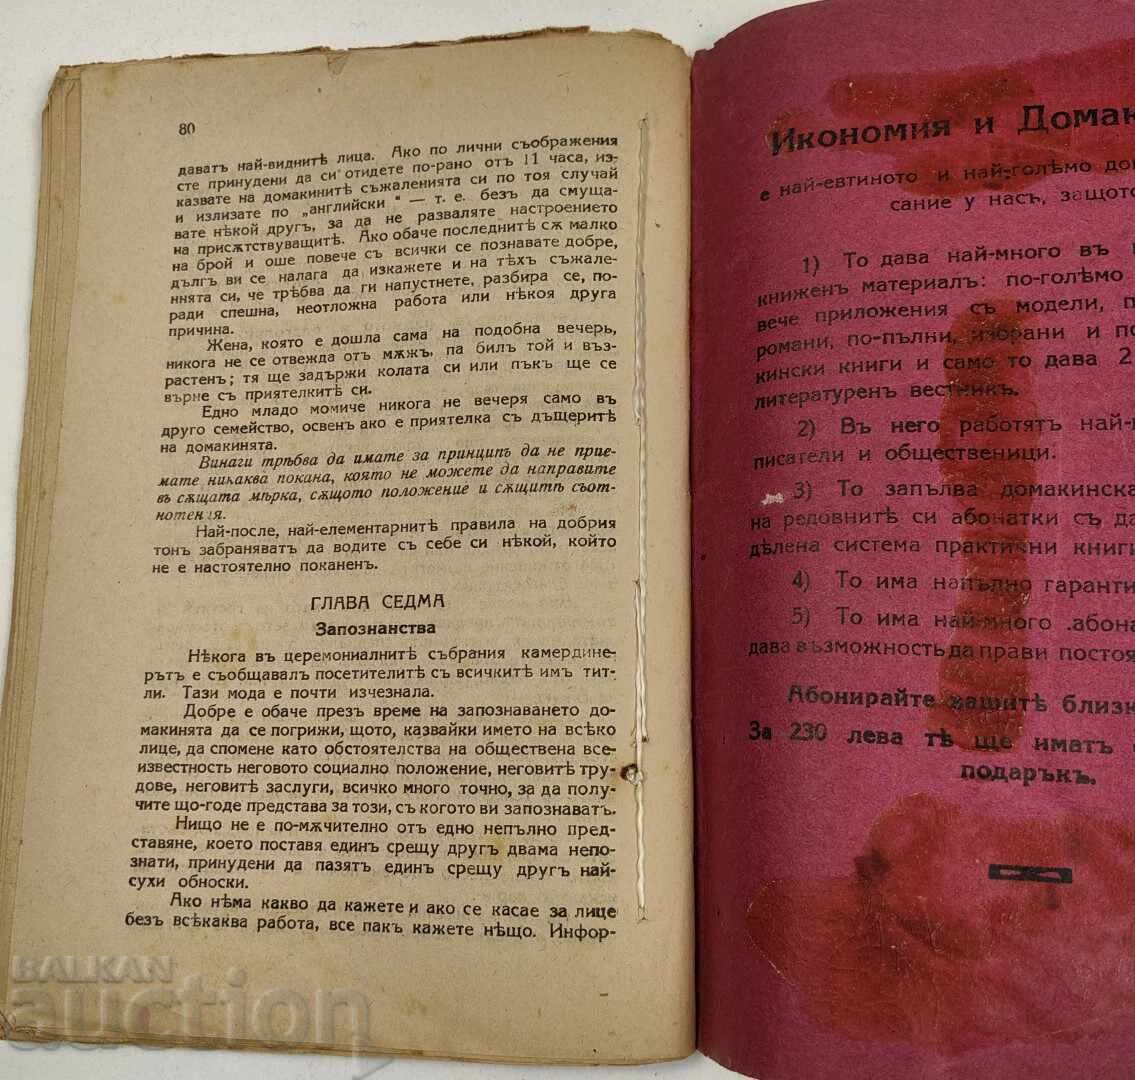 80
даватъ най-виднитѣ лица. Ако по лични съображения
сте принудени да си отидете по-рано отъ 11 часа, из-
казвате на домакините съжаленията си по тоя случай
и излизате по „английски“ — т. е. безъ да смуща-
вате нѣкой другъ, за да не разваляте настроението
на присѫтствуващитѣ. Ако обаче последнитѣ сѫ малко
на брой и оше повече съ всички се познавате добре,
дългъ ви се налага да изкажете и на тѣхъ съжале-
нията си, че трѣбва да ги напустнете, разбира се, по-
ради спешна, неотложна работа или нѣкоя друга
причина.
Жена, която е дошла сама на подобна вечерь,
никога не се отвежда отъ мѫжъ, па билъ той и въз-
растенъ; тя ще задържи колата си или пъкъ ще се
върне съ приятелкитѣ си.
Едно младо момиче никога не вечеря само въ
друго семейство, освенъ ако е приятелка съ дъщеритѣ
на домакинята.
Винаги трѣбва да имате за принципъ да не прие-
мате никаква покана, която не можете да направите
въ сѫщата мѣрка, сѫщото положение и сѫщитѣ съот-
нотения.
Най-после, най-елементарнитѣ правила на добрия
тонъ забраняватъ да водите съ себе си нѣкой, който
не е настоятелно поканенъ.
ГЛАВА СЕДМА
Запознанства
Нѣкога въ церемониалнитѣ събрания камердине-
рътъ е съобщавалъ посетителитѣ съ всичкитѣ имъ тит-
ли. Тази мода е почти изчезнала.
Добре е обаче презъ време на запознаването до-
макинята да се погрижи, щото, казвайки името на всѣко
лице, да спомене като обстоятелства на обществена все-
известность неговото социално положение, неговитѣ тру-
дове, неговитѣ заслуги, всичко много точно, за да полу-
чите що-годе представа за този, съ когото ви запознаватъ.
Нищо не е по-мѫчително отъ едно непълно пред-
ставяне, което поставя единъ срещу другъ двама непо-
знати, принудени да пазятъ единъ срещу другъ най-
сухи обноски.
Ако нѣма какво да кажете и ако се касае за лице
безъ всѣкаква работа, все пакъ кажете нѣщо. Инфор-
Икономия и Домак
е най-евтиното и най-голѣмо до
сание у насъ, защото
1) То дава най-много въ
книженъ материалъ: по-голѣмо
вече приложения съ модели, п
романи, по-пълни, избрани и по
кински книги и само то дава 2
литературенъ вестникъ.
2) Въ него работятъ най-
писатели и общественици.
3) То запълва домакинска
на редовнитѣ си абонатки съ да
дѣлена система практични книги
4) То има напълно гаранти
5) То има най-много абона
дава възможность да прави постоя
Абонирайте вашитѣ близк
За 230 лева тѣ ще иматъ
подаръкъ.
BALKAN
auction